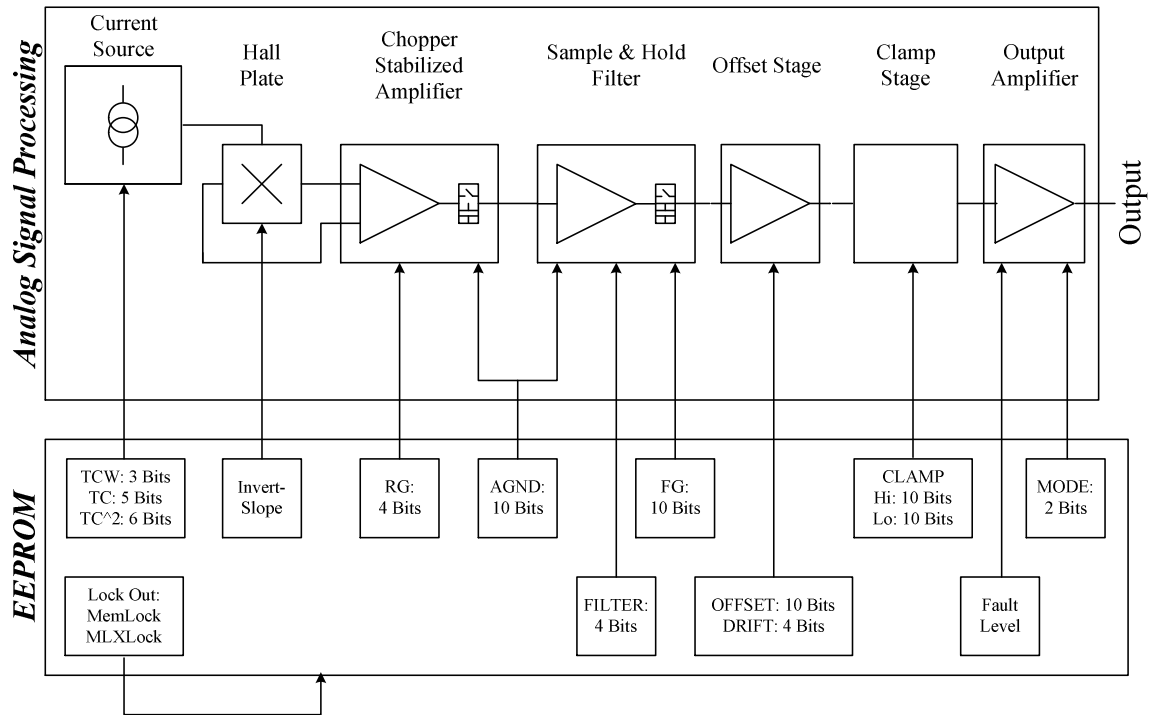 Analog Signal Processing
Current
Source
Hall
Plate
Chopper
Stabilized
Amplifier
Sample & Hold
Filter
Offset Stage
Clamp
Stage
Output
Amplifier
Output
EEPROM
TCW: 3 Bits
TC: 5 Bits
TC^2: 6 Bits
Invert-
Slope
RG:
4 Bits
AGND:
10 Bits
FG:
10 Bits
CLAMP
Hi: 10 Bits
Lo: 10 Bits
MODE:
2 Bits
Lock Out:
MemLock
MLXLock
FILTER:
4 Bits
OFFSET: 10 Bits
DRIFT: 4 Bits
Fault
Level